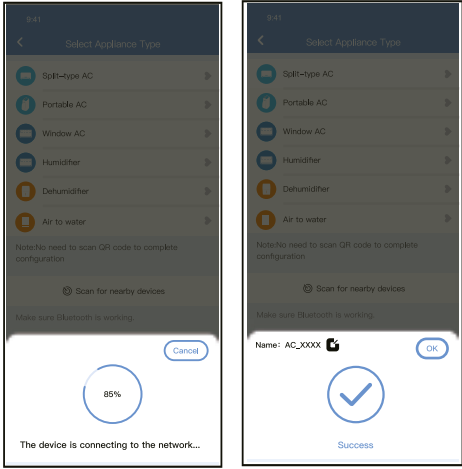 9:41
Select Appliance Type
Split-type AC
Portable AC
Window AC
Humidifier
Dehumidifier
Air to water
Note:No need to scan QR code to complete
configuration
Scan for nearby devices
Make sure Bluetooth is working.
Cancel
85%
The device is connecting to the network...
9:41
Select Appliance Type
Split-type AC
Portable AC
Window AC
Humidifier
Dehumidifier
Air to water
Note:No need to scan QR code to complete
configuration
Scan for nearby devices
Make sure Bluetooth is working.
Name: AC_XXXX
OK
Success